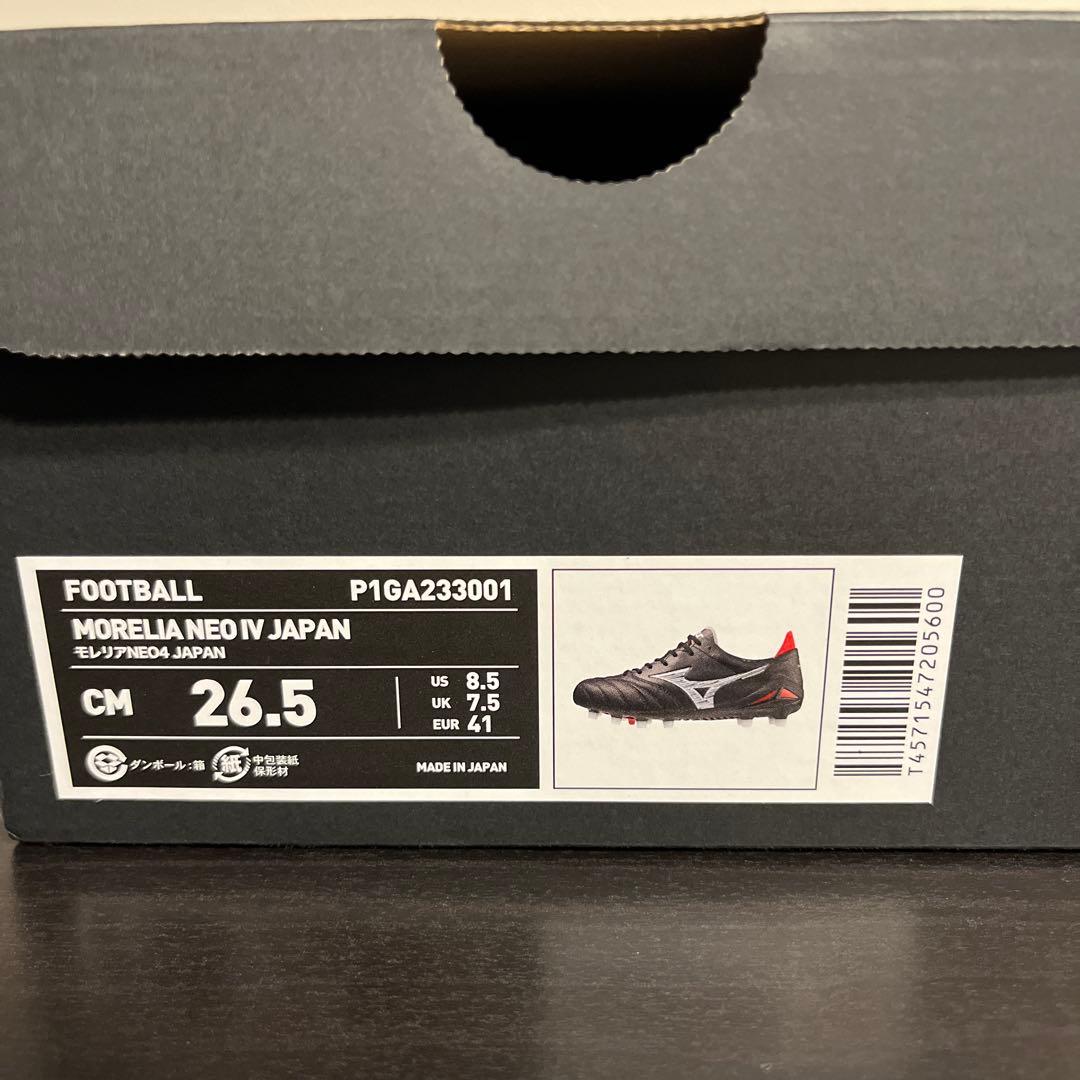 FOOTBALL P1GA233001
MORELIA NEO IV JAPAN
モレリアNEO4 JAPAN
CM 26.5
US 8.5
UK 7.5
EUR 41
ダンボール:箱
紙
中包装紙
保形材
MADE IN JAPAN
T4571547205600